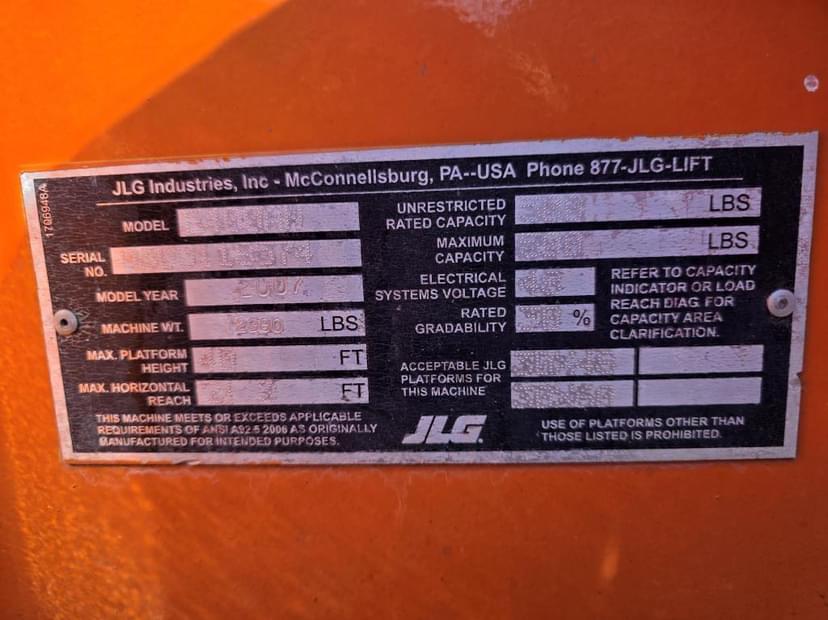 1706948A
JLG Industries, Inc - McConnellsburg, PA--USA Phone 877-JLG-LIFT
MODEL
SERIAL
NO.
MODEL YEAR 2007
MACHINE WT. LBS
MAX. PLATFORM
HEIGHT FT
MAX. HORIZONTAL
REACH FT
THIS MACHINE MEETS OR EXCEEDS APPLICABLE
REQUIREMENTS OF ANSI A92.5 2006 AS ORIGINALLY
MANUFACTURED FOR INTENDED PURPOSES.
UNRESTRICTED
RATED CAPACITY LBS
MAXIMUM
CAPACITY LBS
ELECTRICAL
SYSTEMS VOLTAGE
RATED
GRADABILITY %
REFER TO CAPACITY
INDICATOR OR LOAD
REACH DIAG. FOR
CAPACITY AREA
CLARIFICATION.
ACCEPTABLE JLG
PLATFORMS FOR
THIS MACHINE
JLG
USE OF PLATFORMS OTHER THAN
THOSE LISTED IS PROHIBITED.